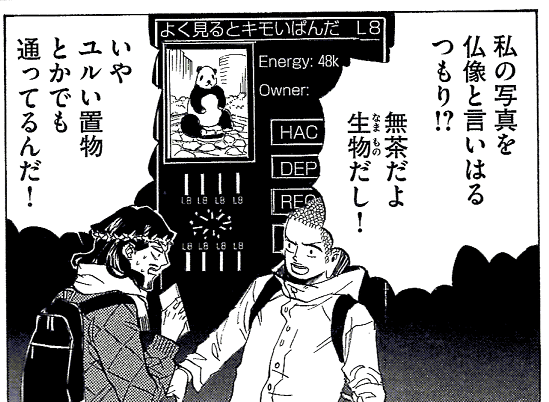 よく見るとキモいぱんだ L8
Energy: 48k
Owner:
HAC
DEP
REC
L8 L8 L8 L8
L8 L8 L8 L8
私の写真を
仏像と言いはる
つもり!?
無茶だよ
生物だし!
なまもの
いや
ユルい置物
とかでも
通ってるんだ!